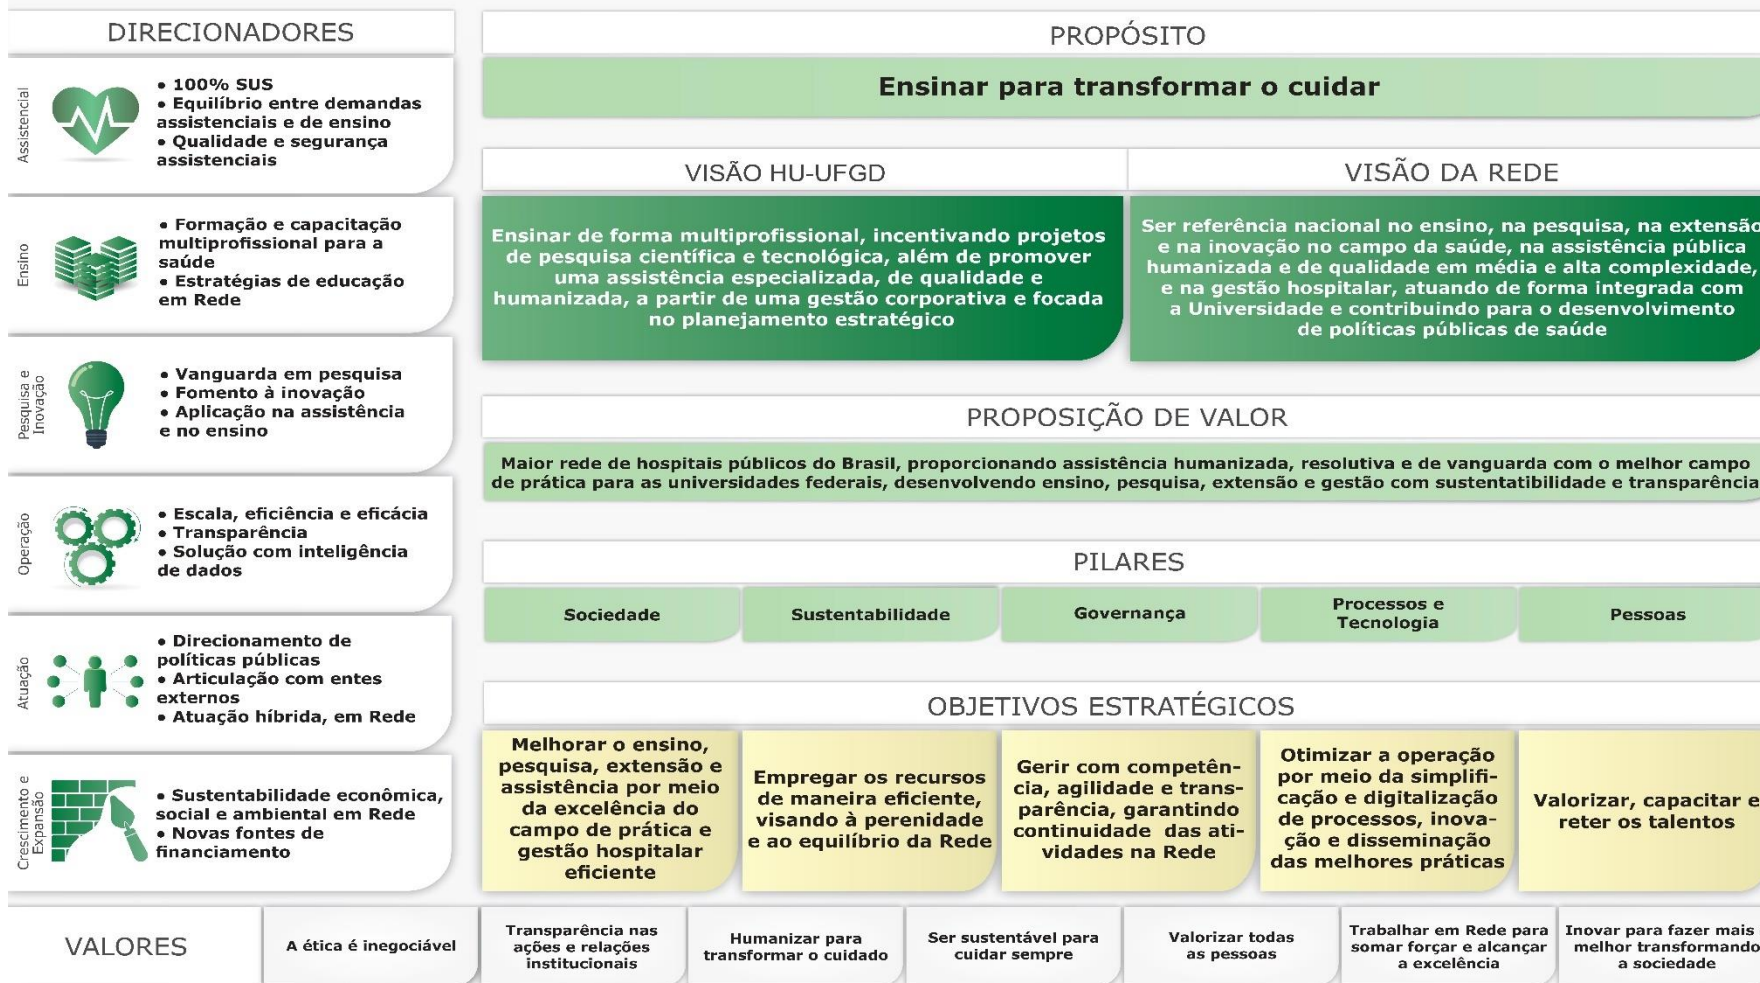 DIRECIONADORES
Assistencial
• 100% SUS
• Equilíbrio entre demandas
assistenciais e de ensino
• Qualidade e segurança
assistenciais
Ensino
• Formação e capacitação
multiprofissional para a
saúde
• Estratégias de educação
em Rede
Pesquisa e
Inovação
• Vanguarda em pesquisa
• Fomento à inovação
• Aplicação na assistência
e no ensino
Operação
• Escala, eficiência e eficácia
• Transparência
• Solução com inteligência
de dados
Atuação
• Direcionamento de
políticas públicas
• Articulação com entes
externos
• Atuação híbrida, em Rede
Crescimento e
Expansão
• Sustentabilidade econômica,
social e ambiental em Rede
• Novas fontes de
financiamento
PROPÓSITO
Ensinar para transformar o cuidar
VISÃO HU-UFGD
Ensinar de forma multiprofissional, incentivando projetos
de pesquisa científica e tecnológica, além de promover
uma assistência especializada, de qualidade e
humanizada, a partir de uma gestão corporativa e focada
no planejamento estratégico
VISÃO DA REDE
Ser referência nacional no ensino, na pesquisa, na extensão
e na inovação no campo da saúde, na assistência pública
humanizada e de qualidade em média e alta complexidade,
e na gestão hospitalar, atuando de forma integrada com
a Universidade e contribuindo para o desenvolvimento
de políticas públicas de saúde
PROPOSIÇÃO DE VALOR
Maior rede de hospitais públicos do Brasil, proporcionando assistência humanizada, resolutiva e de vanguarda com o melhor campo
de prática para as universidades federais, desenvolvendo ensino, pesquisa, extensão e gestão com sustentatibilidade e transparência
PILARES
Sociedade
Sustentabilidade
Governança
Processos e
Tecnologia
Pessoas
OBJETIVOS ESTRATÉGICOS
Melhorar o ensino,
pesquisa, extensão e
assistência por meio
da excelência do
campo de prática e
gestão hospitalar
eficiente
Empregar os recursos
de maneira eficiente,
visando à perenidade
e ao equilíbrio da Rede
Gerir com competên-
cia, agilidade e trans-
parência, garantindo
continuidade das ati-
vidades na Rede
Otimizar a operação
por meio da simplifi-
cação e digitalização
de processos, inova-
ção e disseminação
das melhores práticas
Valorizar, capacitar e
reter os talentos
VALORES
A ética é inegociável
Transparência nas
ações e relações
institucionais
Humanizar para
transformar o cuidado
Ser sustentável para
cuidar sempre
Valorizar todas
as pessoas
Trabalhar em Rede para
somar forçar e alcançar
a excelência
Inovar para fazer mais
melhor transformando
a sociedade